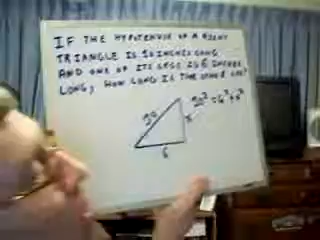 IF THE HYPOTENUSE OF A RIGHT
TRIANGLE IS 10 INCHES LONG
AND ONE OF ITS LEGS IS 6 INCHES
LONG, HOW LONG IS THE OTHER LEG?
10
6